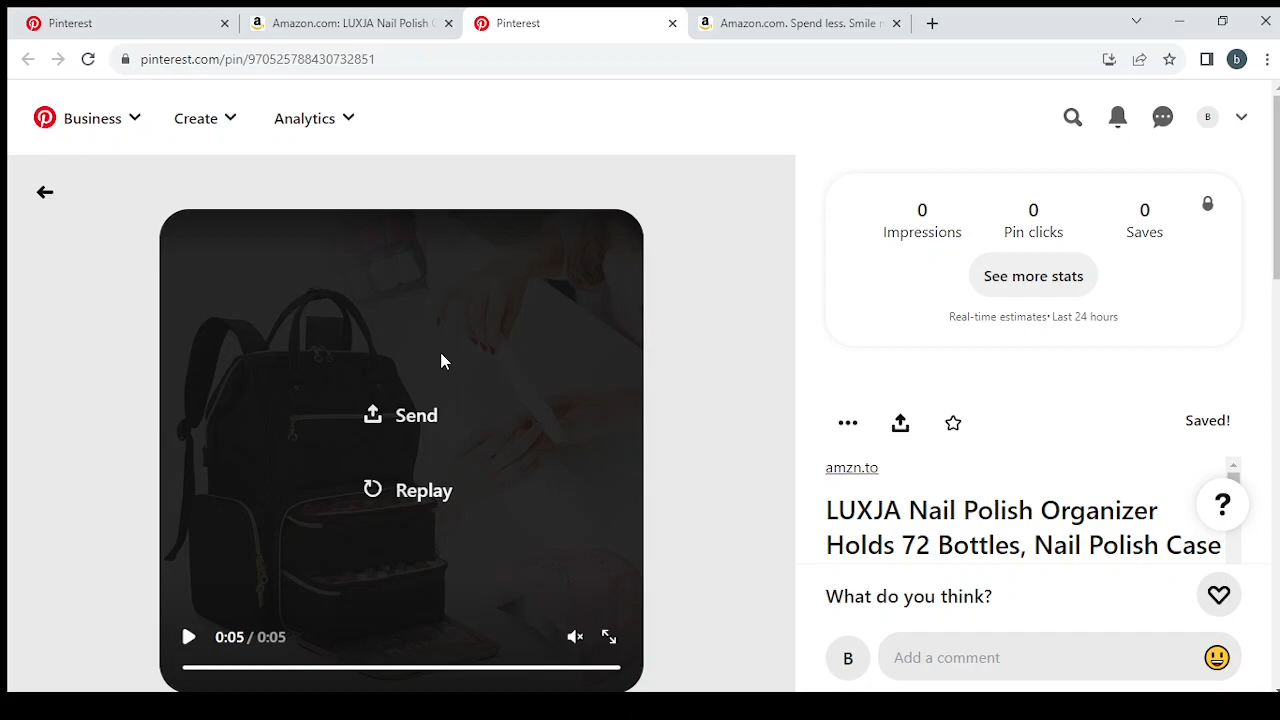 Pinterest
Amazon.com: LUXJA Nail Polish
Pinterest
Amazon.com. Spend less. Smile
pinterest.com/pin/970525788430732851
b
Business
Create
Analytics
B
0
0
0
Impressions
Pin clicks
Saves
See more stats
Real-time estimates• Last 24 hours
Send
Saved!
amzn.to
Replay
LUXJA Nail Polish Organizer
Holds 72 Bottles, Nail Polish Case
?
What do you think?
0:05 / 0:05
B
Add a comment